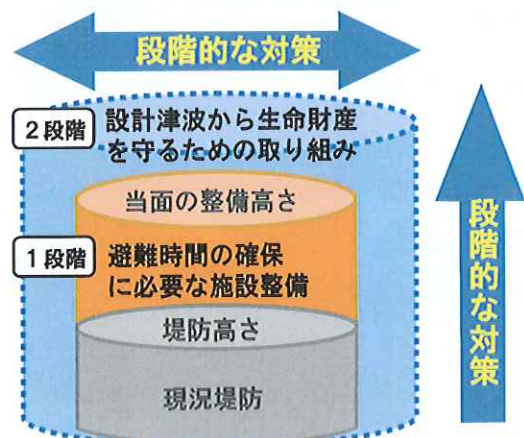 段階的な対策
2段階
設計津波から生命財産
を守るための取り組み
当面の整備高さ
1段階
避難時間の確保
に必要な施設整備
堤防高さ
現況堤防
段階的な対策